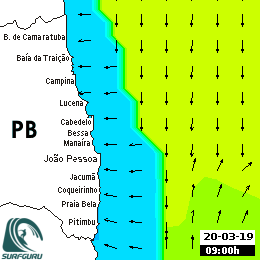 B. de Camaratuba
Baía da Traição
Campina
Lucena
Cabedelo
Bessa
Manaíra
João Pessoa
Jacumã
Coqueirinho
Praia Bela
Pitimbu
PB
SURFGURU
20-03-19
09:00h